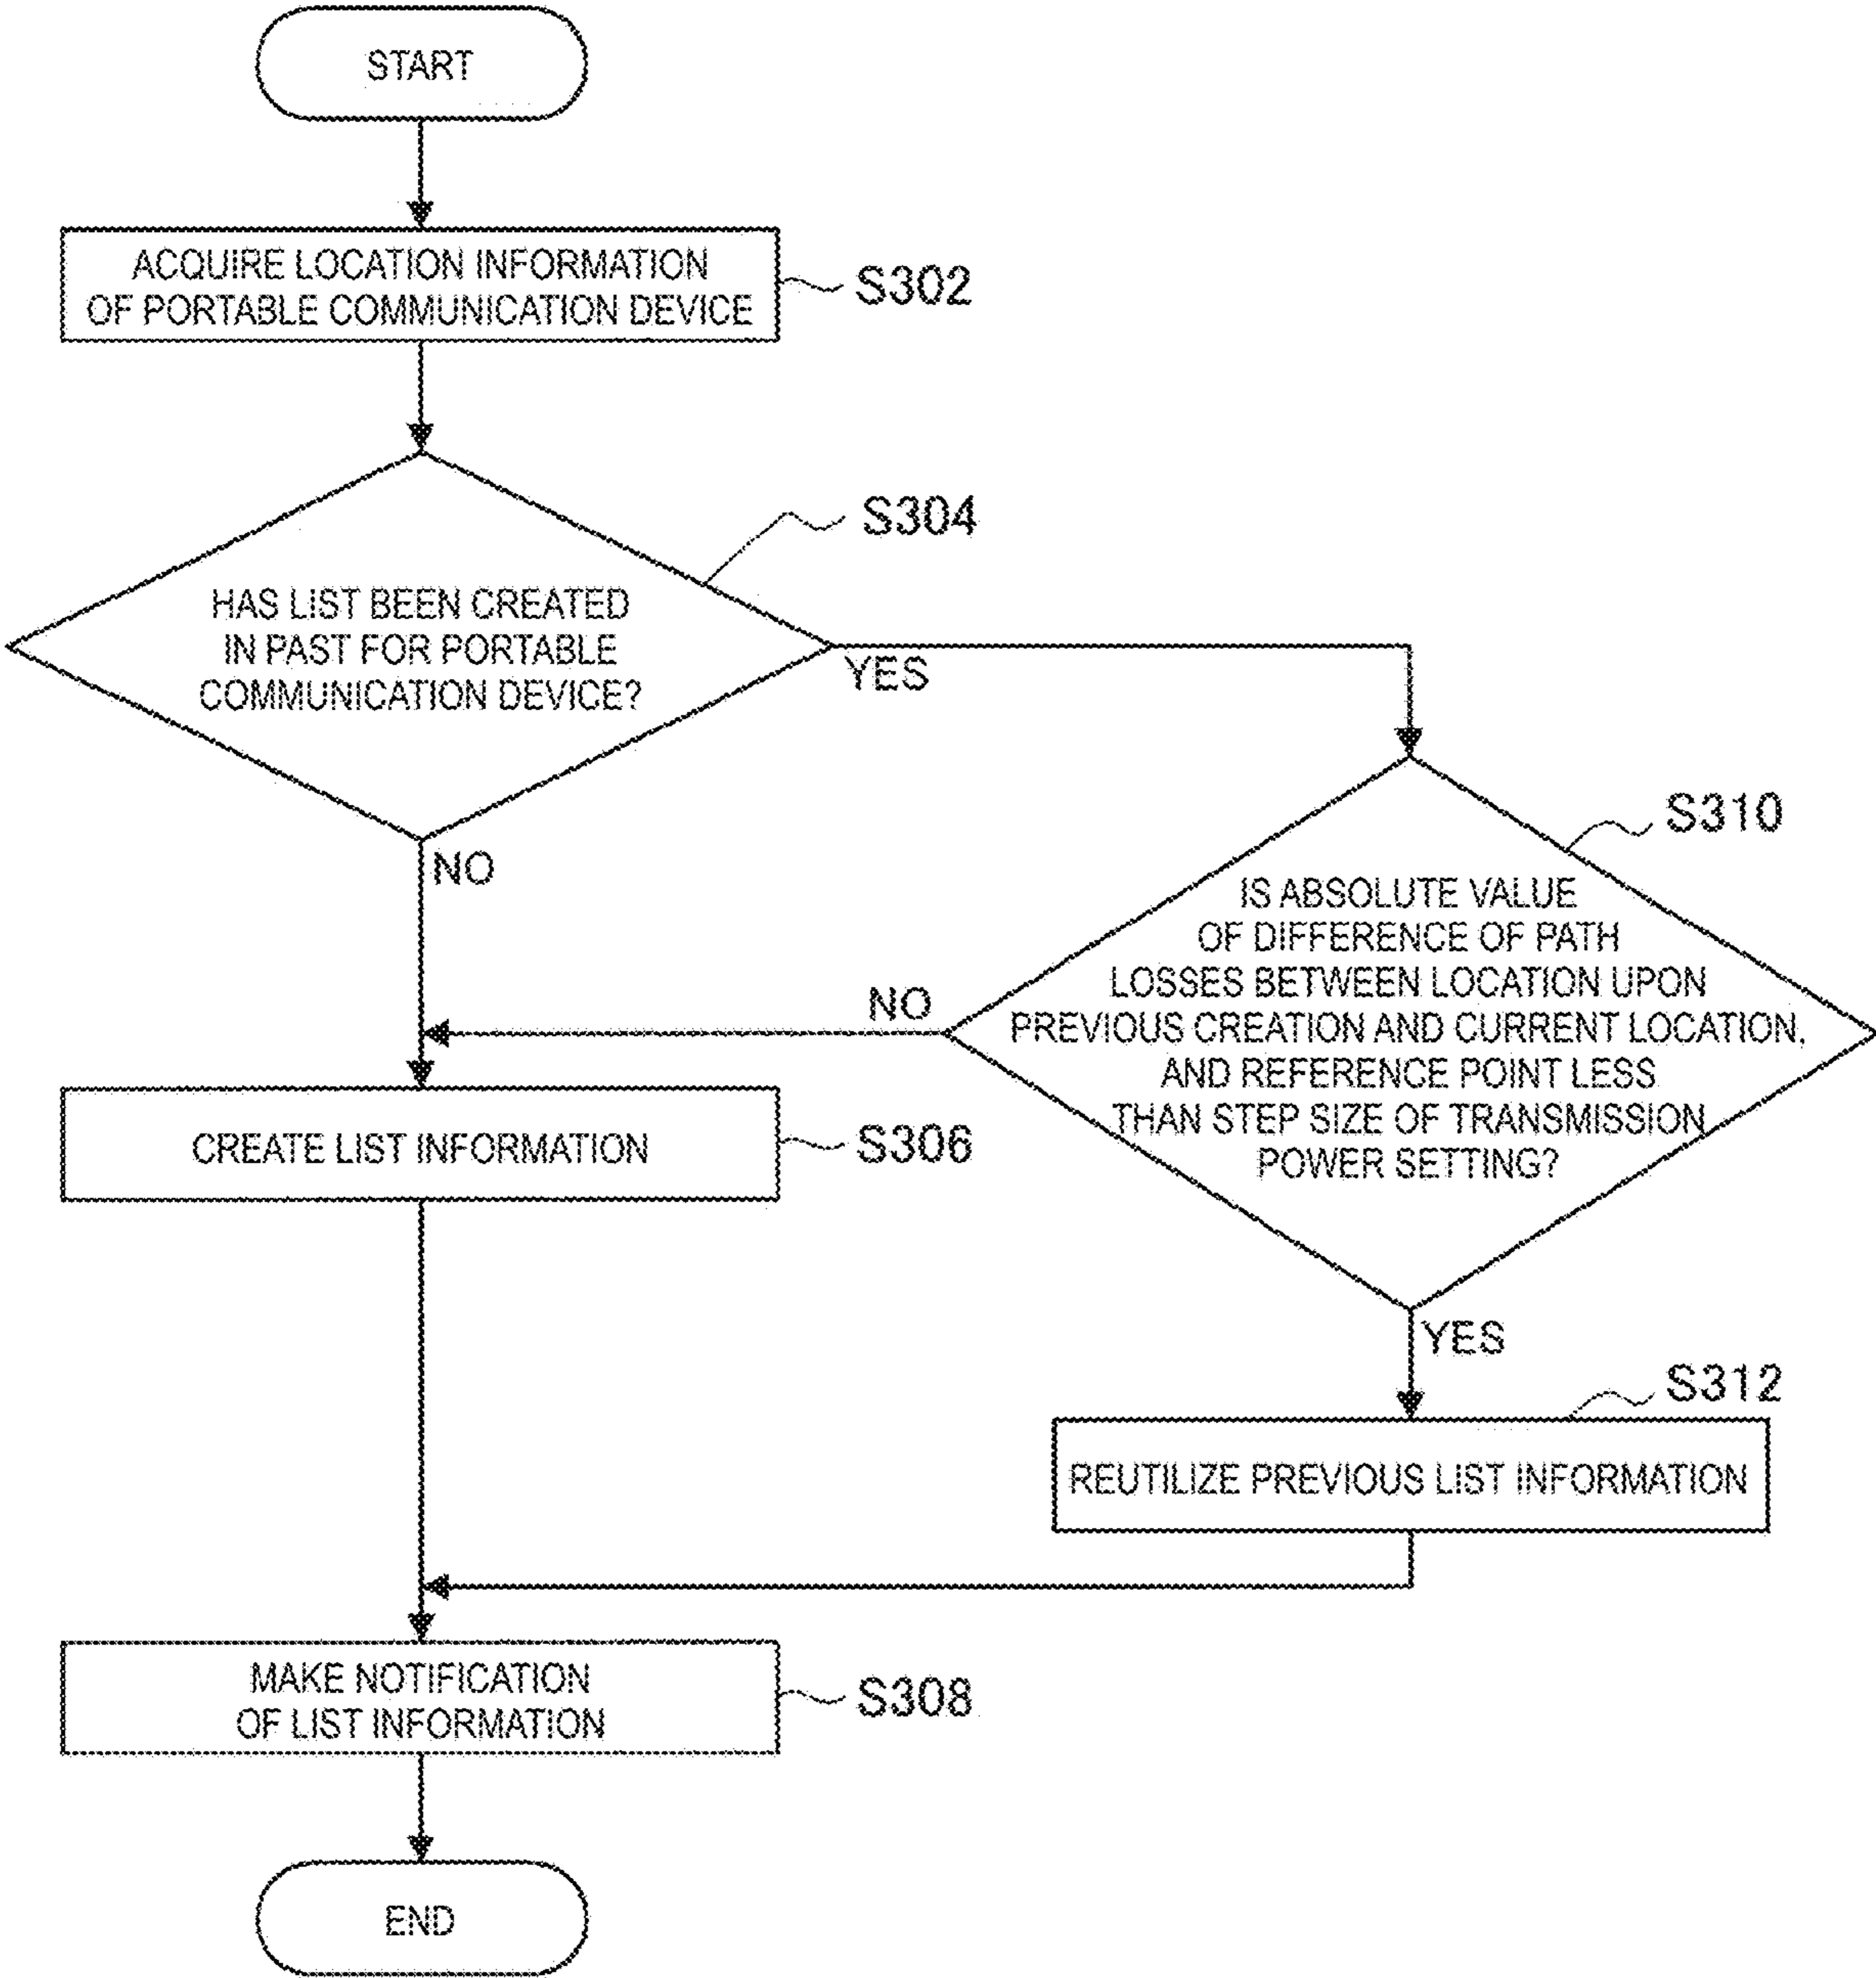 START
ACQUIRE LOCATION INFORMATION
OF PORTABLE COMMUNICATION DEVICE
S302
S304
HAS LIST BEEN CREATED
IN PAST FOR PORTABLE
COMMUNICATION DEVICE?
YES
NO
S310
IS ABSOLUTE VALUE
OF DIFFERENCE OF PATH
LOSSES BETWEEN LOCATION UPON
PREVIOUS CREATION AND CURRENT LOCATION,
AND REFERENCE POINT LESS
THAN STEP SIZE OF TRANSMISSION
POWER SETTING?
NO
YES
CREATE LIST INFORMATION
S306
S312
REUTILIZE PREVIOUS LIST INFORMATION
MAKE NOTIFICATION
OF LIST INFORMATION
S308
END